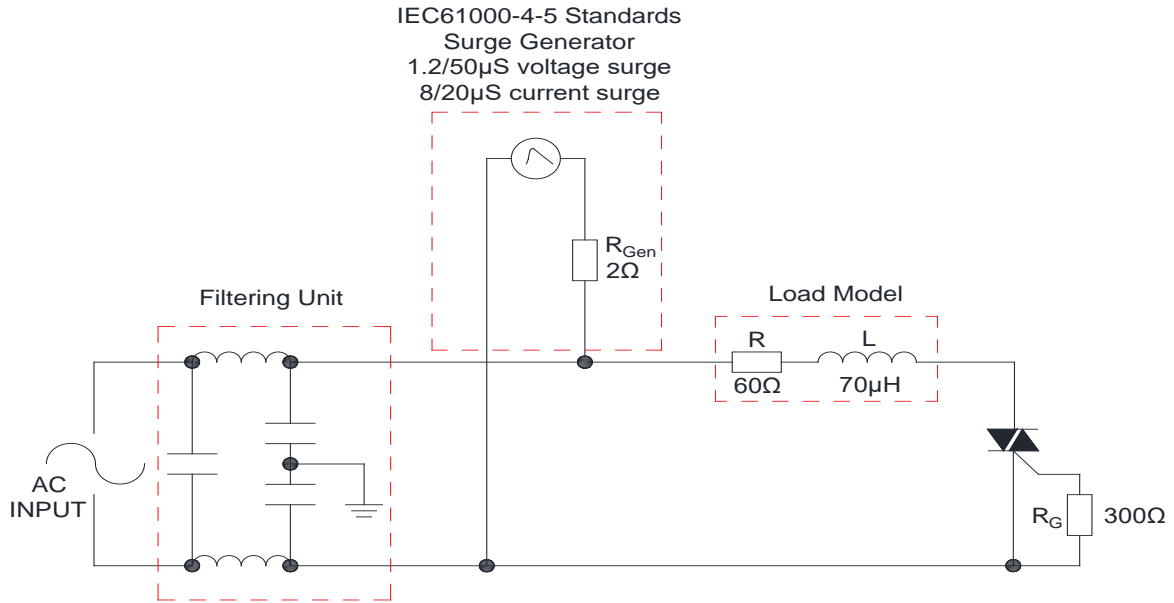 IEC61000-4-5 Standards
Surge Generator
1.2/50µS voltage surge
8/20µS current surge
RGen
2Ω
Filtering Unit
Load Model
R
L
60Ω
70µH
AC
INPUT
RG
300Ω